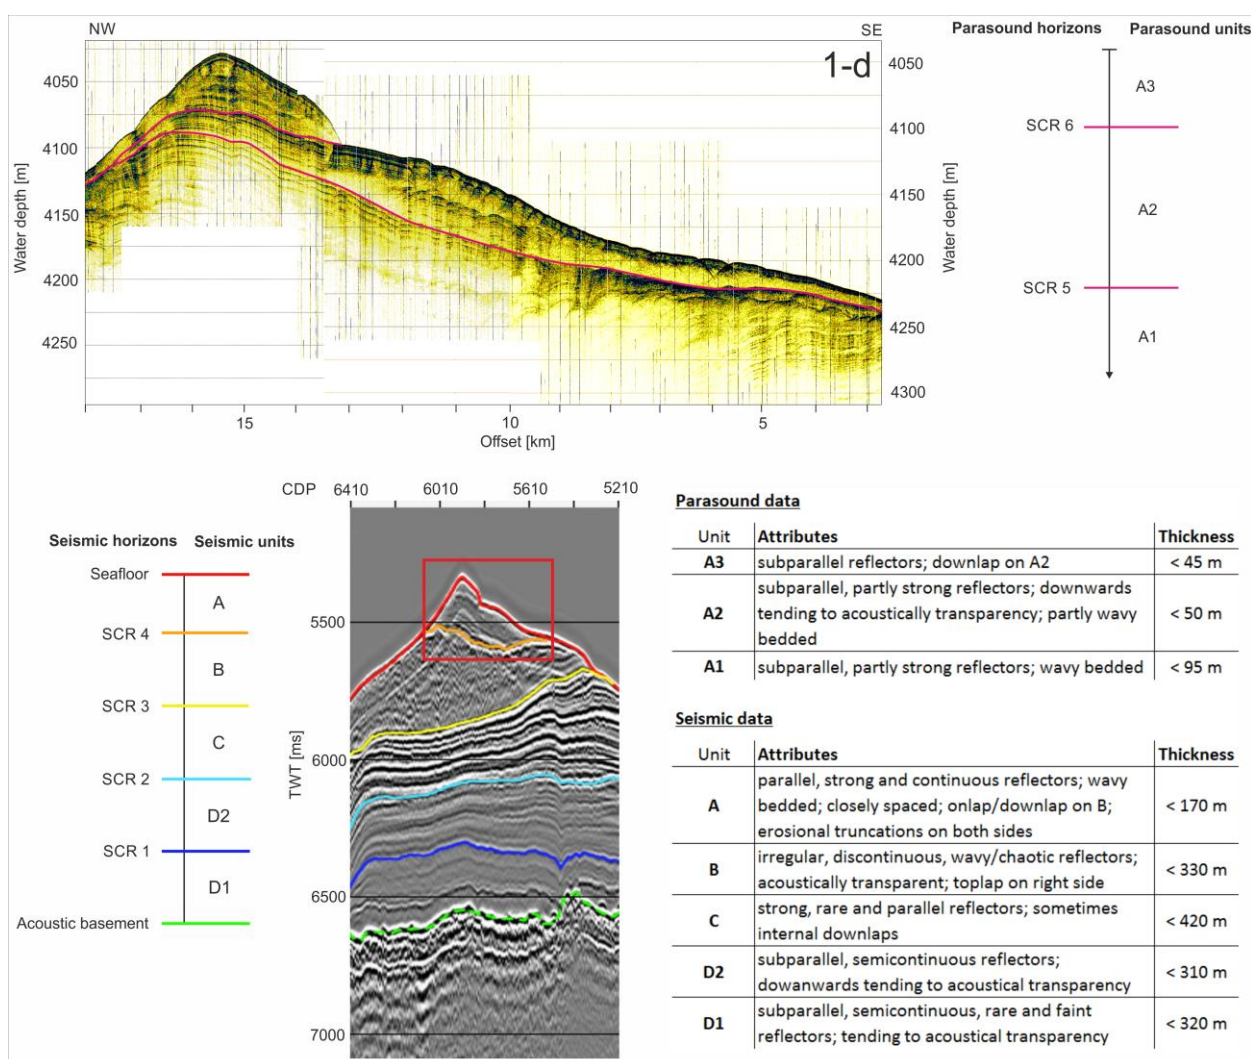 NW
SE
1-d
4050
4100
4150
4200
4250
Water depth [m]
4050
4100
4150
4200
4250
4300
Water depth [m]
15
10
5
Offset [km]
Parasound horizons
Parasound units
A3
SCR 6
A2
SCR 5
A1
Seismic horizons
Seismic units
Seafloor
A
SCR 4
B
SCR 3
C
SCR 2
D2
SCR 1
D1
Acoustic basement
CDP
6410
6010
5610
5210
5500
6000
6500
7000
TWT [ms]
Parasound data
Unit Attributes Thickness
A3 subparallel reflectors; downlap on A2 < 45 m
subparallel, partly strong reflectors; downwards
A2 tending to acoustically transparency; partly wavy < 50 m
bedded
A1 subparallel, partly strong reflectors; wavy bedded < 95 m
Seismic data
Unit Attributes Thickness
parallel, strong and continuous reflectors; wavy
A bedded; closely spaced; onlap/downlap on B; < 170 m
erosional truncations on both sides
B irregular, discontinuous, wavy/chaotic reflectors; < 330 m
acoustically transparent; toplap on right side
C strong, rare and parallel reflectors; sometimes < 420 m
internal downlaps
D2 subparallel, semicontinuous reflectors; < 310 m
dowanwards tending to acoustical transparency
D1 subparallel, semicontinuous, rare and faint < 320 m
reflectors; tending to acoustical transparency